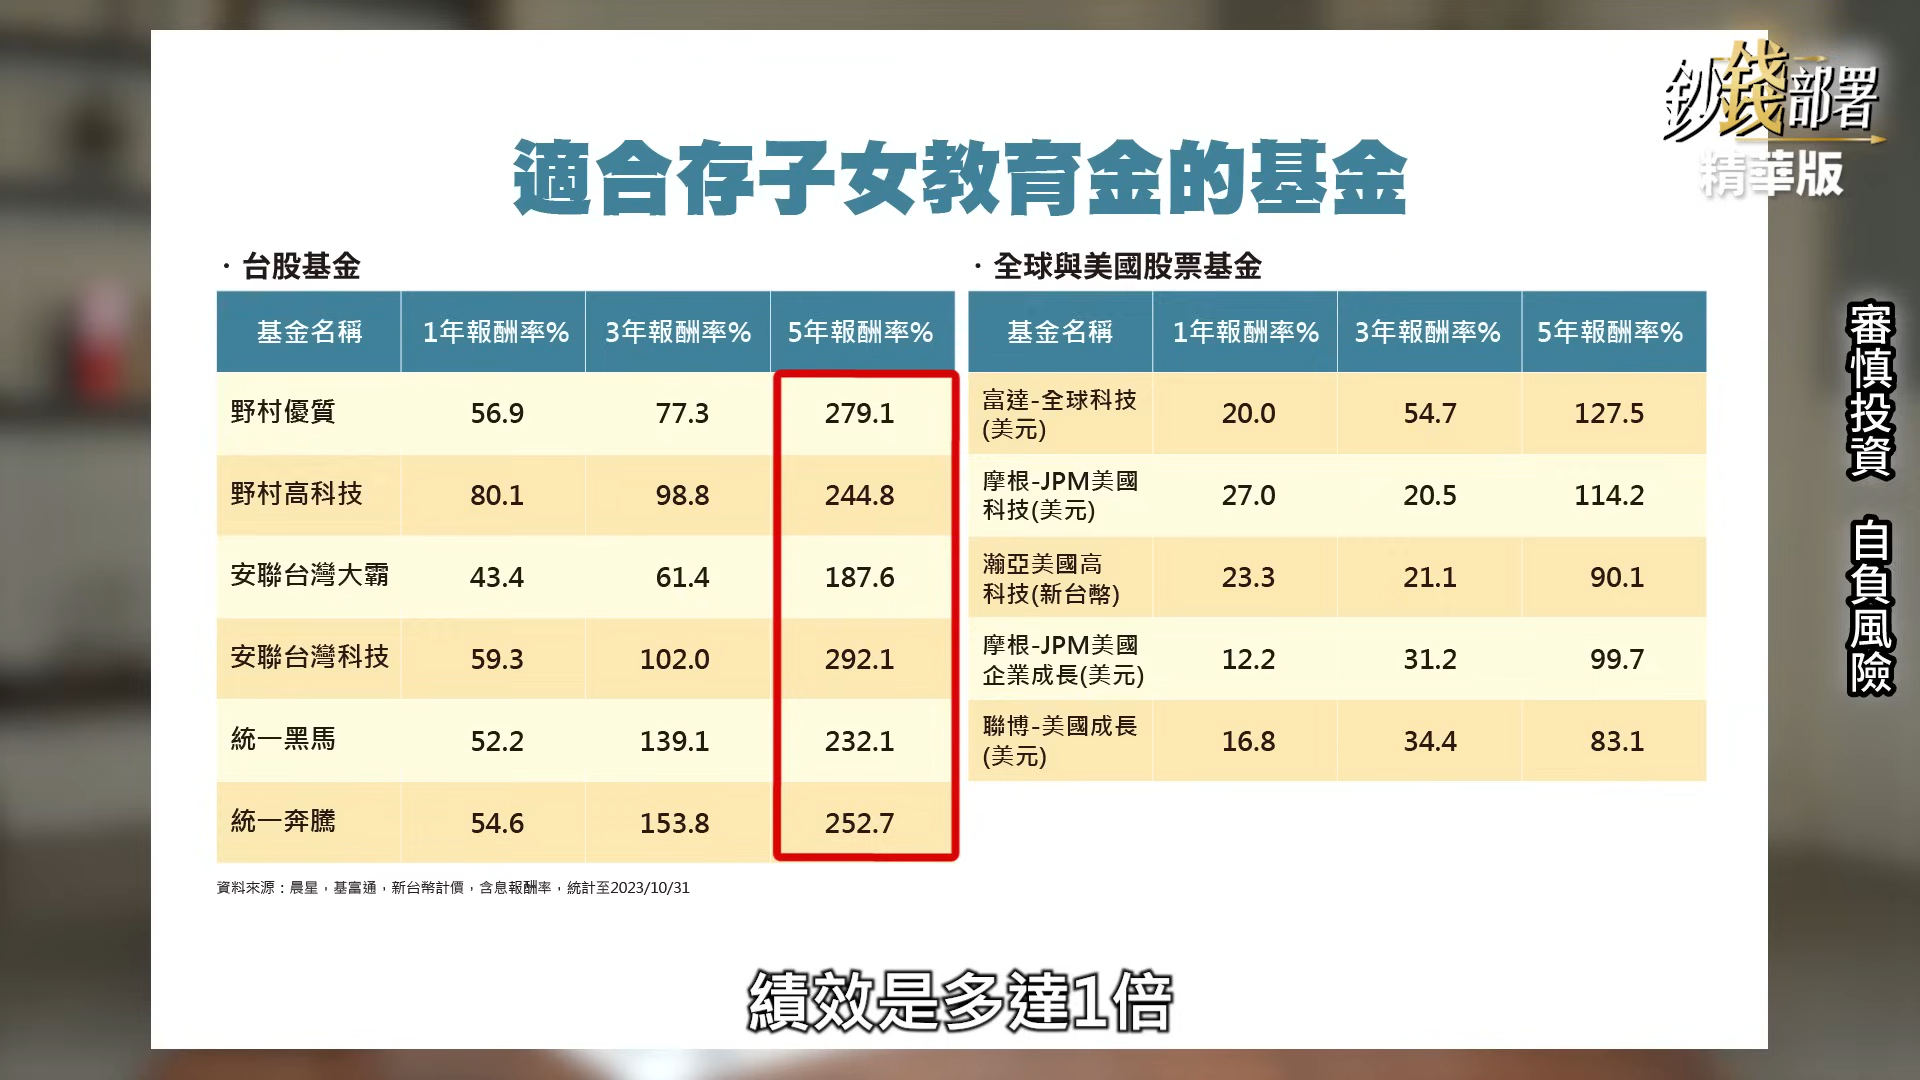 鈔錢部署
精華版
適合存子女教育金的基金
・台股基金
基金名稱 1年報酬率% 3年報酬率% 5年報酬率%
野村優質 56.9 77.3 279.1
野村高科技 80.1 98.8 244.8
安聯台灣大霸 43.4 61.4 187.6
安聯台灣科技 59.3 102.0 292.1
統一黑馬 52.2 139.1 232.1
統一奔騰 54.6 153.8 252.7
資料來源：晨星，基富通，新台幣計價，含息報酬率，統計至2023/10/31
・全球與美國股票基金
基金名稱 1年報酬率% 3年報酬率% 5年報酬率%
富達-全球科技
(美元) 20.0 54.7 127.5
摩根-JPM美國
科技(美元) 27.0 20.5 114.2
瀚亞美國高
科技(新台幣) 23.3 21.1 90.1
摩根-JPM美國
企業成長(美元) 12.2 31.2 99.7
聯博-美國成長
(美元) 16.8 34.4 83.1
審慎投資 自負風險
績效是多達1倍